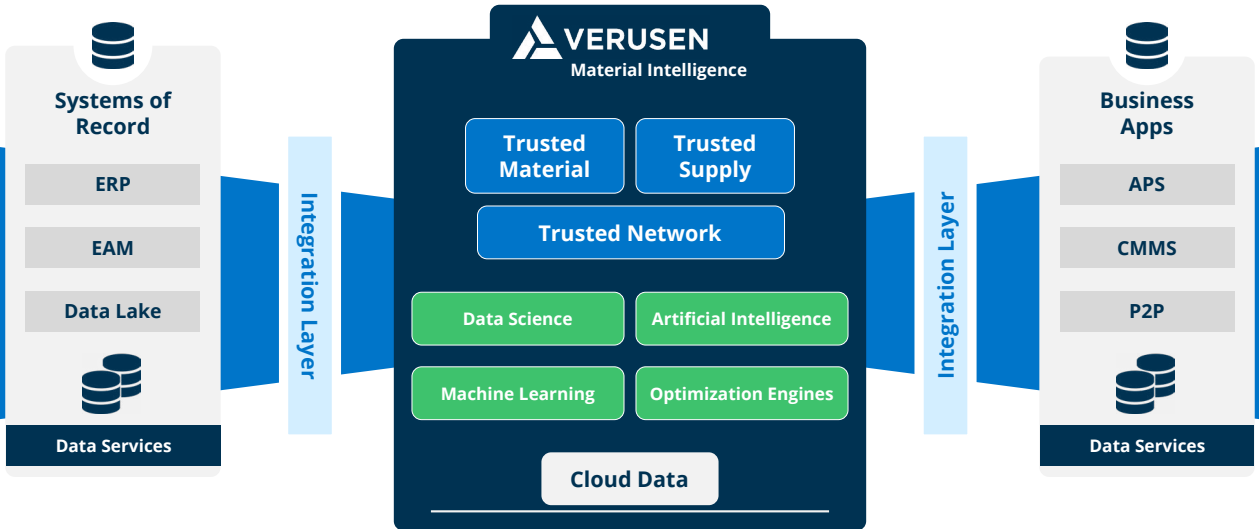 Systems of
Record
ERP
EAM
Data Lake
Data Services
Integration Layer
VERUSEN
Material Intelligence
Trusted
Material
Trusted
Supply
Trusted Network
Data Science
Artificial Intelligence
Machine Learning
Optimization Engines
Cloud Data
Integration Layer
Business
Apps
APS
CMMS
P2P
Data Services